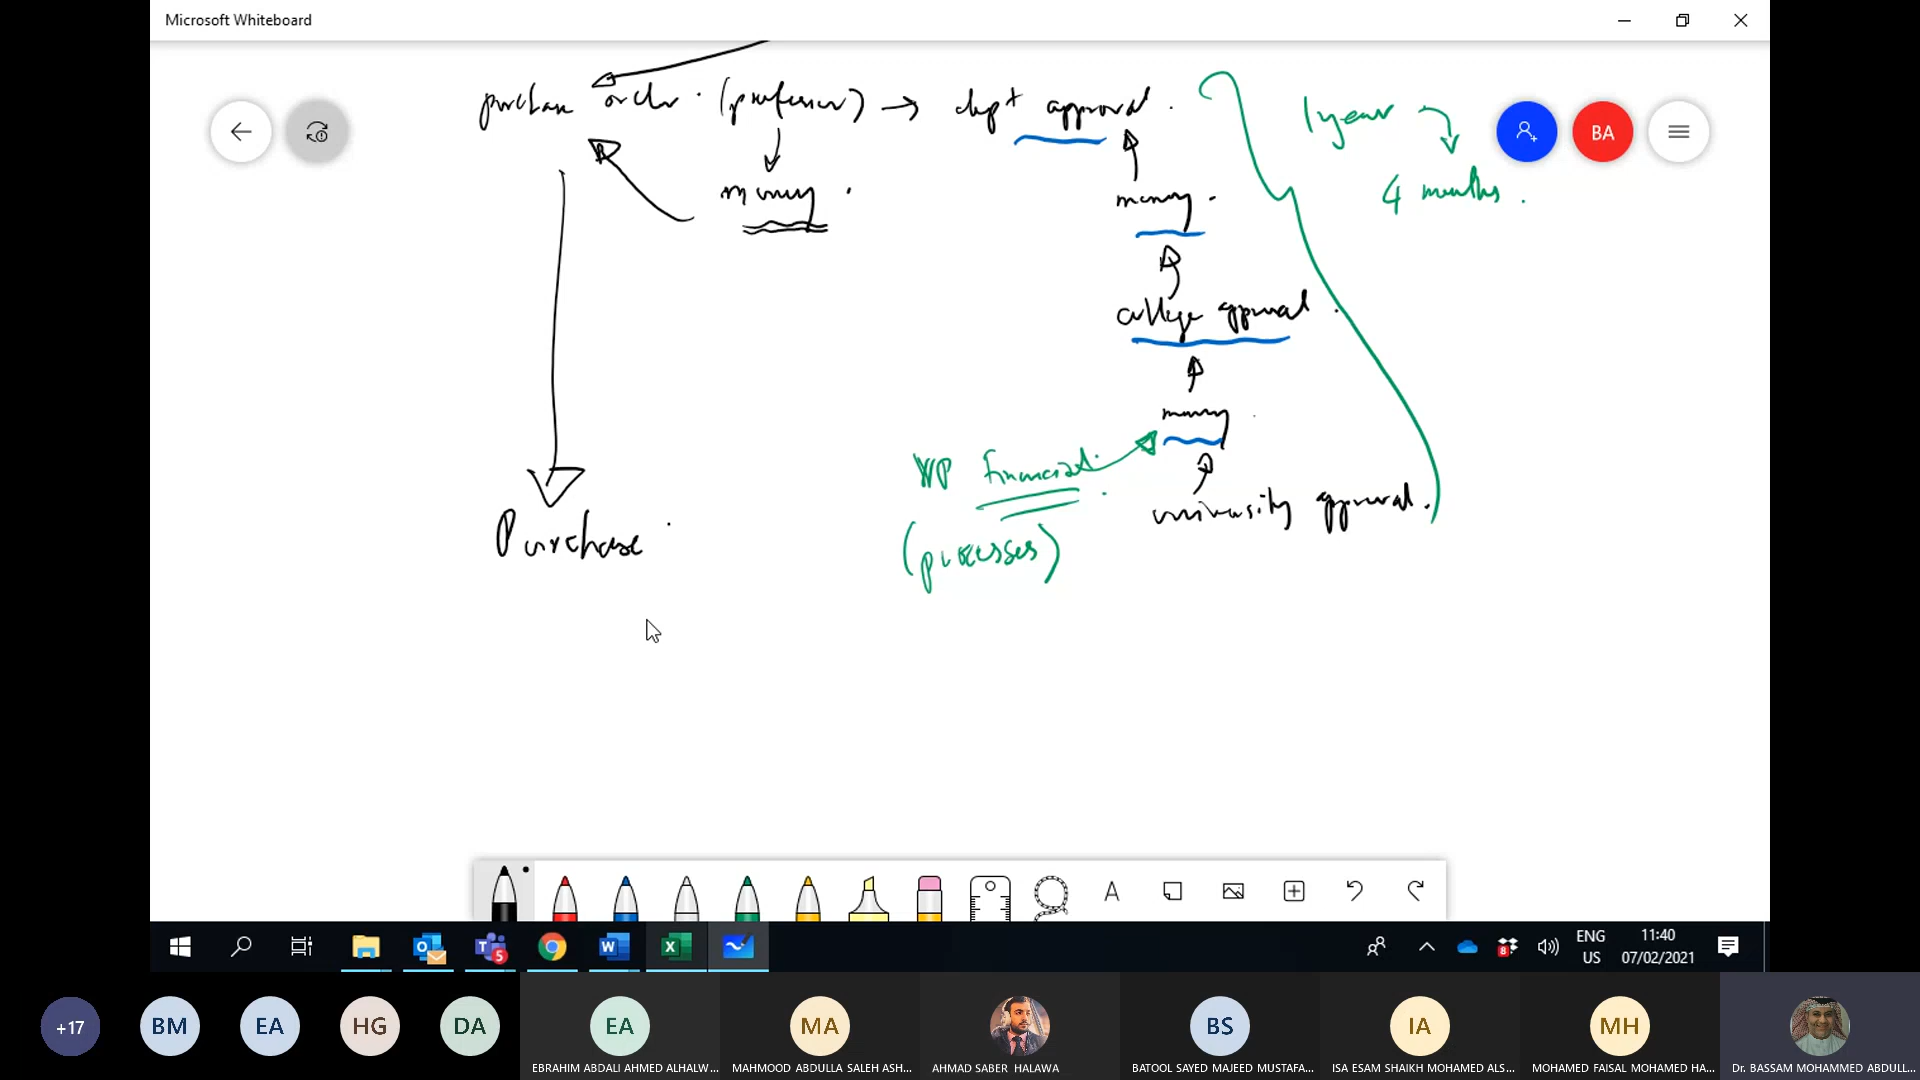 Microsoft Whiteboard
purchase order. (professor) → dept approval.
1 year
BA
money.
money.
4 months.
college approval.
money
VP financial.
university approval.
(processes)
Purchase.
A
5
W
X
8
ENG
US
11:40
07/02/2021
+17
BM
EA
HG
DA
EA
MA
BS
IA
MH
EBRAHIM ABDALI AHMED ALHALW...
MAHMOOD ABDULLA SALEH ASH...
AHMAD SABER HALAWA
BATOOL SAYED MAJEED MUSTAFA...
ISA ESAM SHAIKH MOHAMED ALS...
MOHAMED FAISAL MOHAMED HA...
Dr. BASSAM MOHAMMED ABDULL...